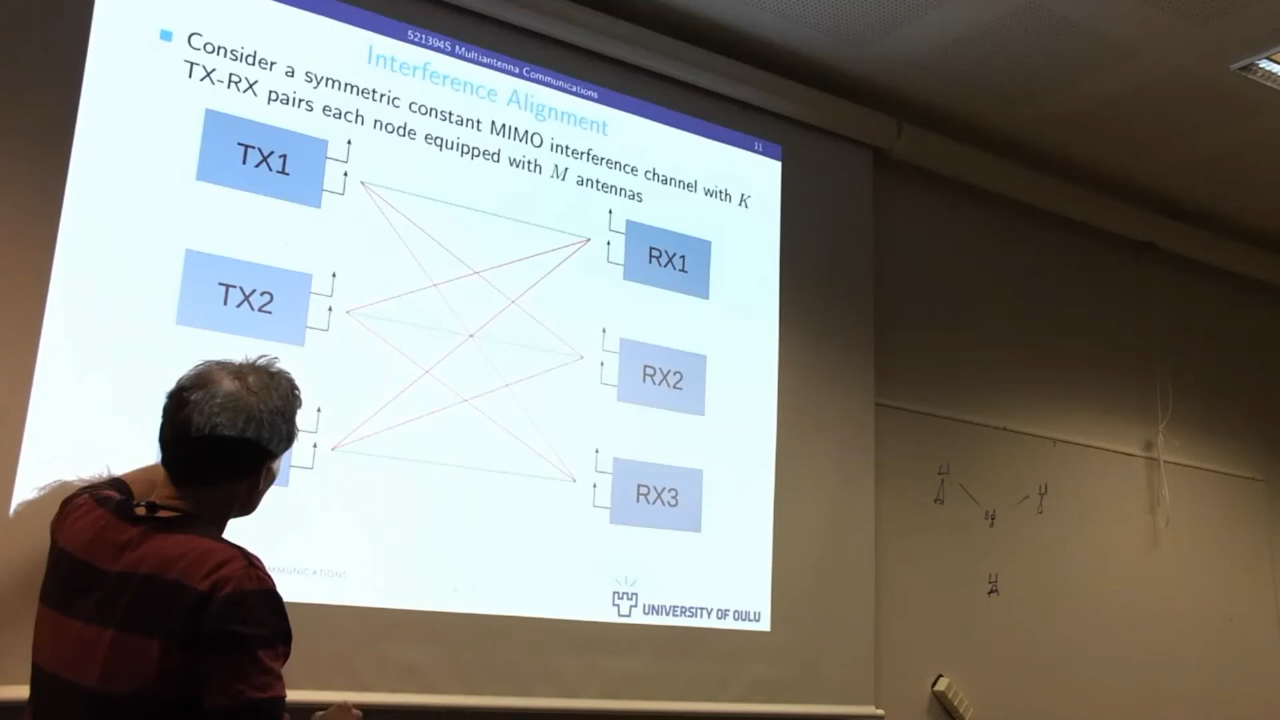 521394S Multiantenna Communications
11
Interference Alignment
Consider a symmetric constant MIMO interference channel with K
TX-RX pairs each node equipped with M antennas
TX1
RX1
TX2
RX2
RX3
UNIVERSITY OF OULU